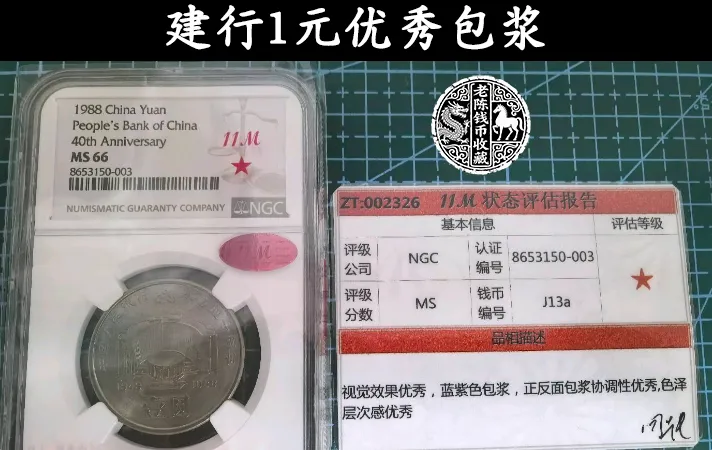 建行1元优秀包浆
1988 China Yuan
People's Bank of China
40th Anniversary
MS 66
8653150-003
11M
NUMISMATIC GUARANTY COMPANY NGC
11M
老陈钱币收藏
ZT:002326 11M 状态评估报告
基本信息 评估等级
评级公司 NGC 认证编号 8653150-003
评级分数 MS 钱币编号 J13a
品相描述
视觉效果优秀，蓝紫色包浆，正反面包浆协调性优秀,色泽
层次感优秀